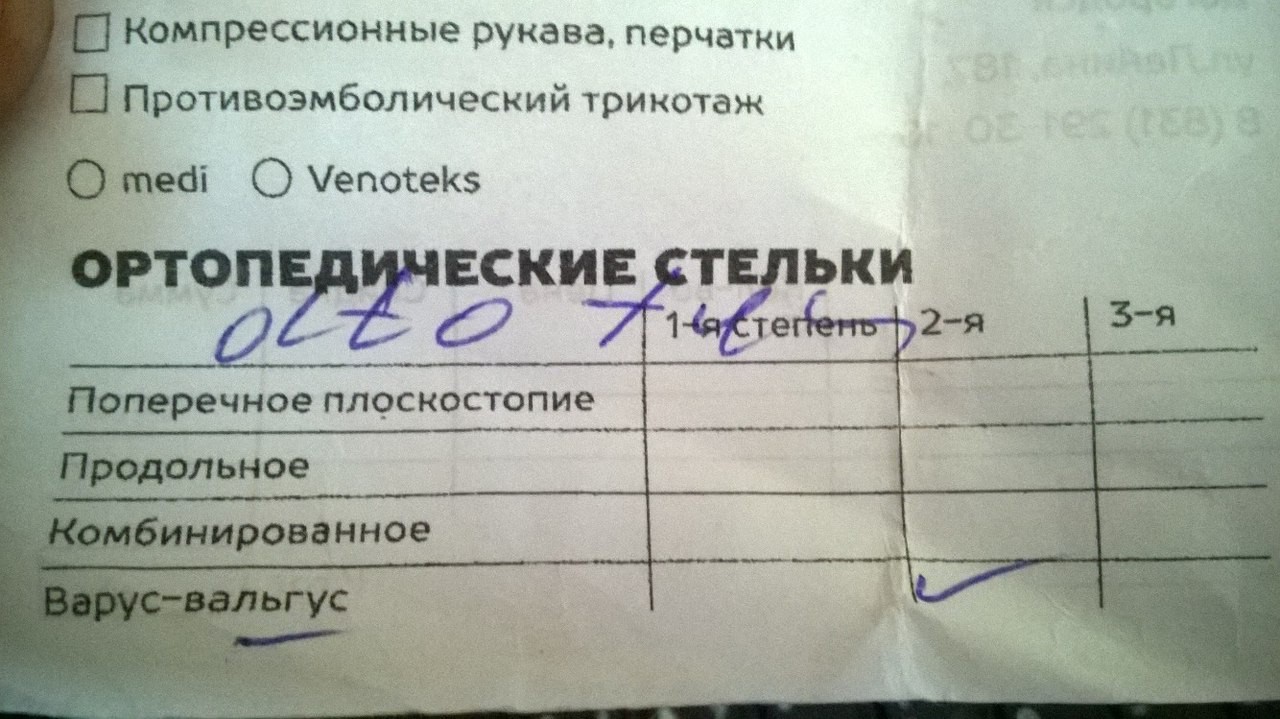 Компрессионные рукава, перчатки
Противоэмболический трикотаж
medi Venoteks
ОРТОПЕДИЧЕСКИЕ СТЕЛЬКИ
1-я степень 2-я 3-я
Поперечное плоскостопие
Продольное
Комбинированное
Варус-вальгус